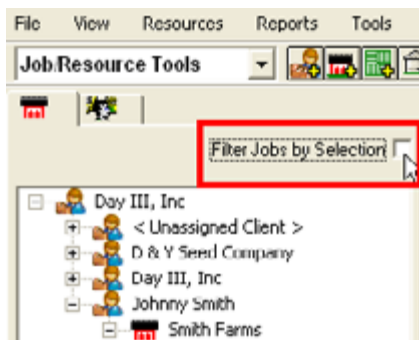 File View Resources Reports Tools
Job/Resource Tools
Filter Jobs by Selection
Day III, Inc
< Unassigned Client >
D & Y Seed Company
Day III, Inc
Johnny Smith
Smith Farms